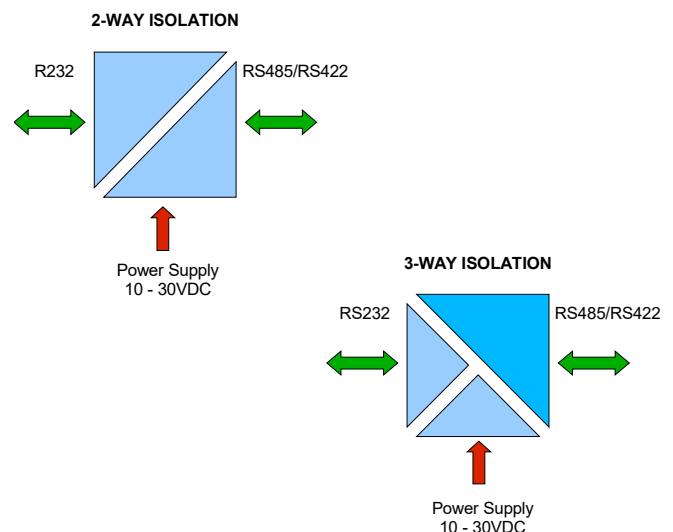 2-WAY ISOLATION
R232
RS485/RS422
Power Supply
10 - 30VDC
3-WAY ISOLATION
RS232
RS485/RS422
Power Supply
10 - 30VDC